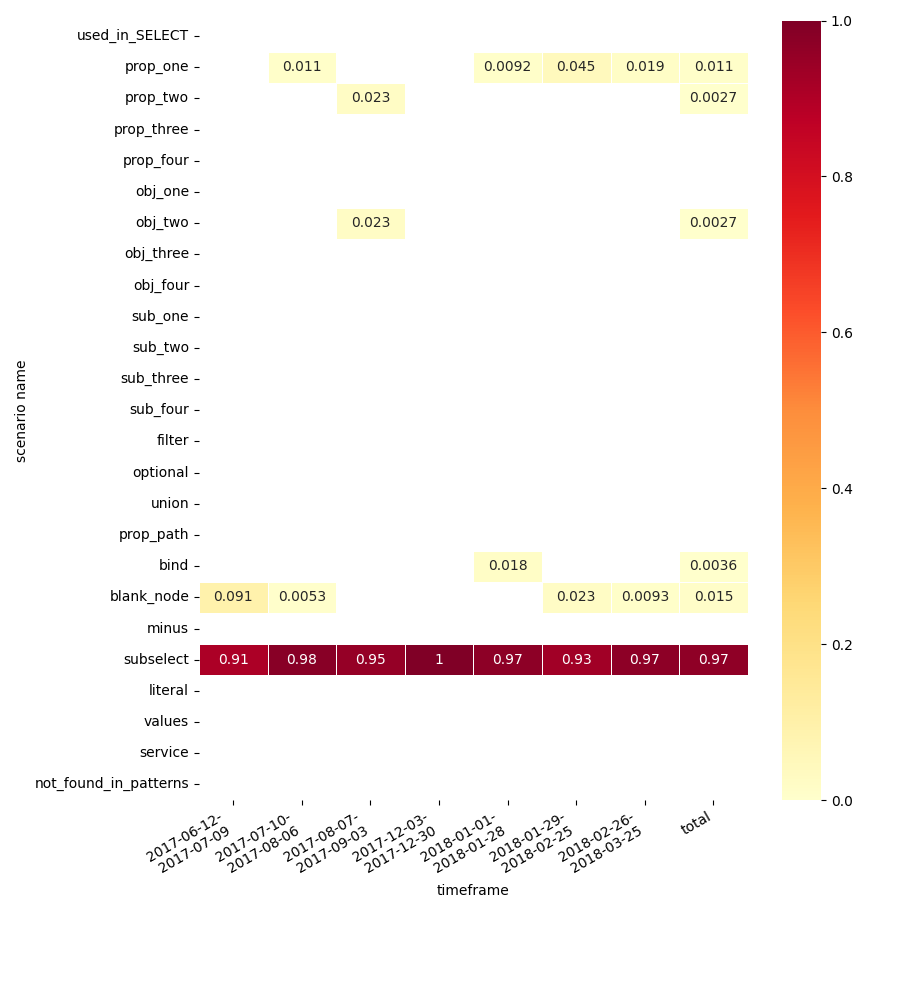 used_in_SELECT
prop_one 0.011 0.0092 0.045 0.019 0.011
prop_two 0.023 0.0027
prop_three
prop_four
obj_one
obj_two 0.023 0.0027
obj_three
obj_four
sub_one
sub_two
sub_three
sub_four
filter
optional
union
prop_path
bind 0.018 0.0036
blank_node 0.091 0.0053 0.023 0.0093 0.015
minus
subselect 0.91 0.98 0.95 1 0.97 0.93 0.97 0.97
literal
values
service
not_found_in_patterns
scenario name
2017-06-12-
2017-07-09
2017-07-10-
2017-08-06
2017-08-07-
2017-09-03
2017-12-03-
2017-12-30
2018-01-01-
2018-01-28
2018-01-29-
2018-02-25
2018-02-26-
2018-03-25
total
timeframe
1.0
0.8
0.6
0.4
0.2
0.0